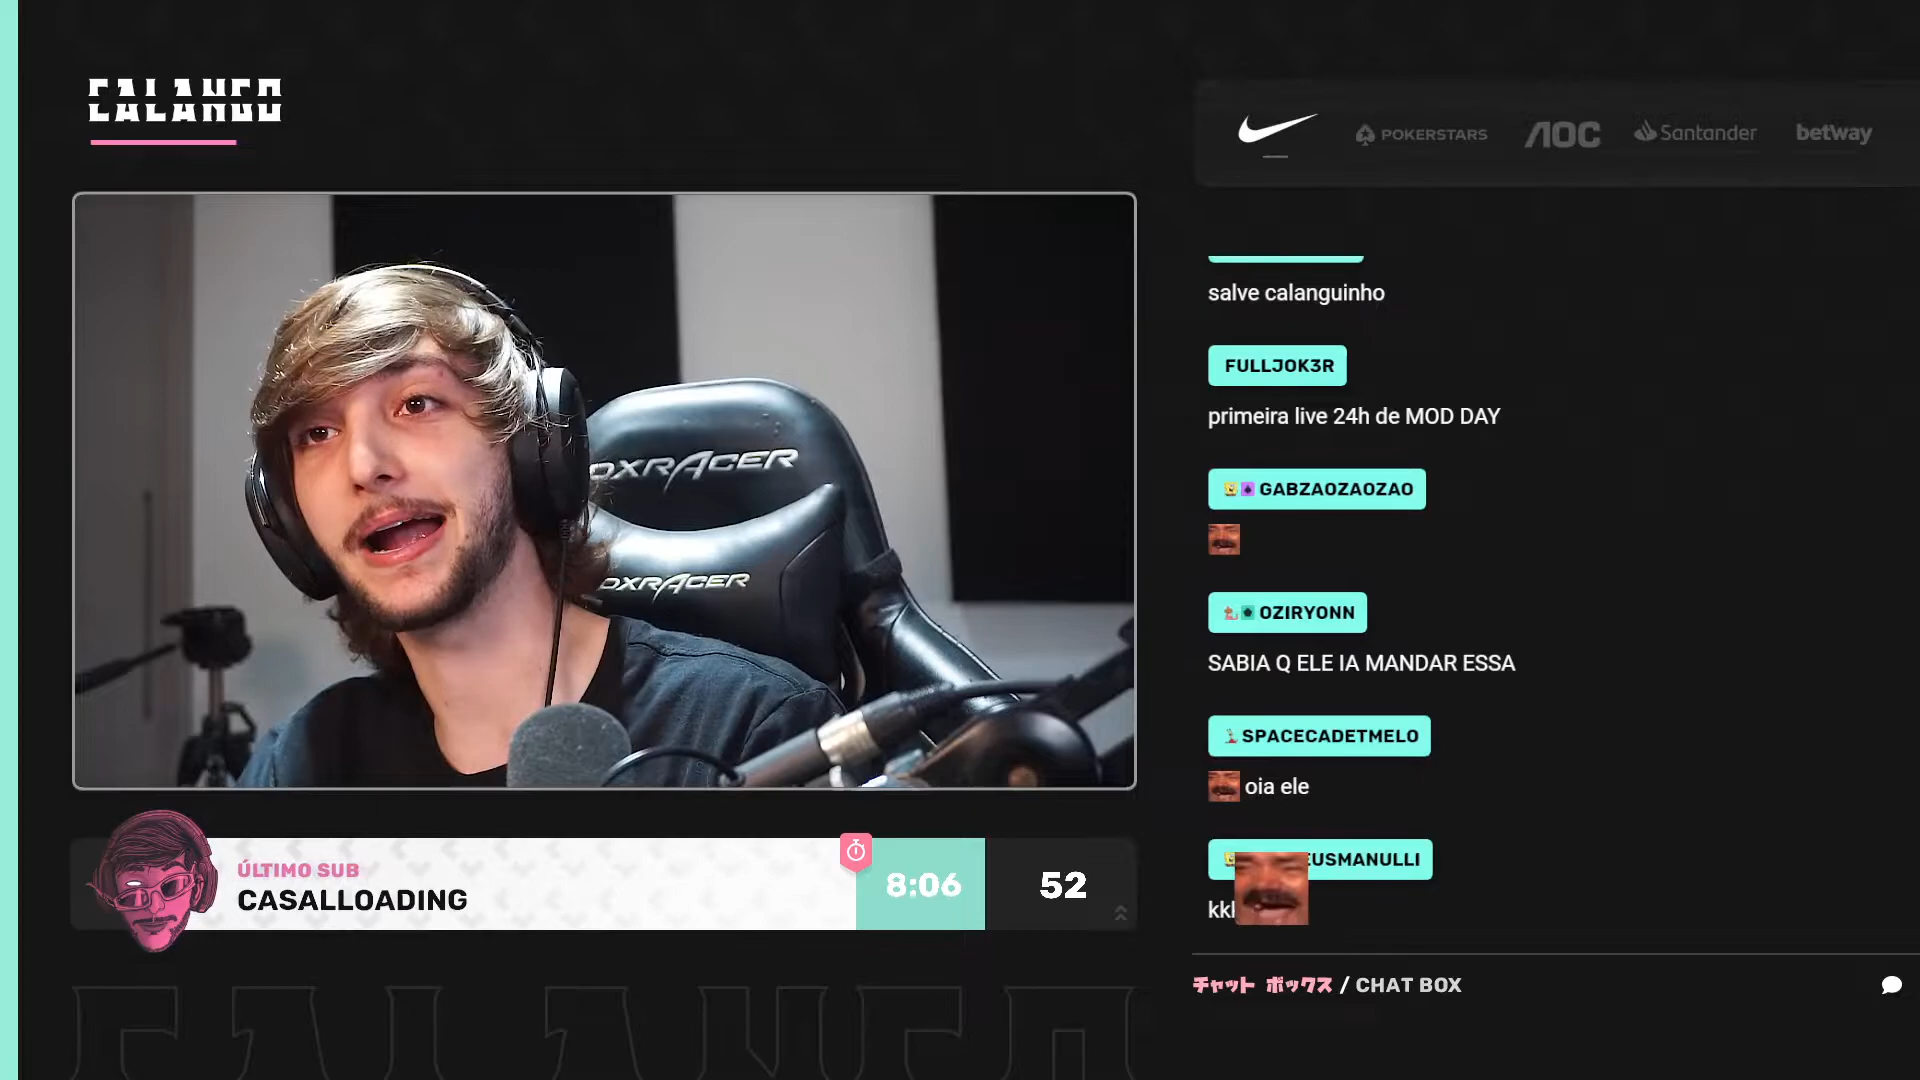 CALANGO
POKERSTARS
AOC
Santander
betway
salve calanguinho
FULLJOK3R
primeira live 24h de MOD DAY
GABZAOZAOZAO
OZIRYONN
SABIA Q ELE IA MANDAR ESSA
SPACECADETMELO
oia ele
EUSMANULLI
DXRACER
DXRACER
ÚLTIMO SUB
CASALLOADING
8:06
52
チャット ボックス / CHAT BOX
CALANGO